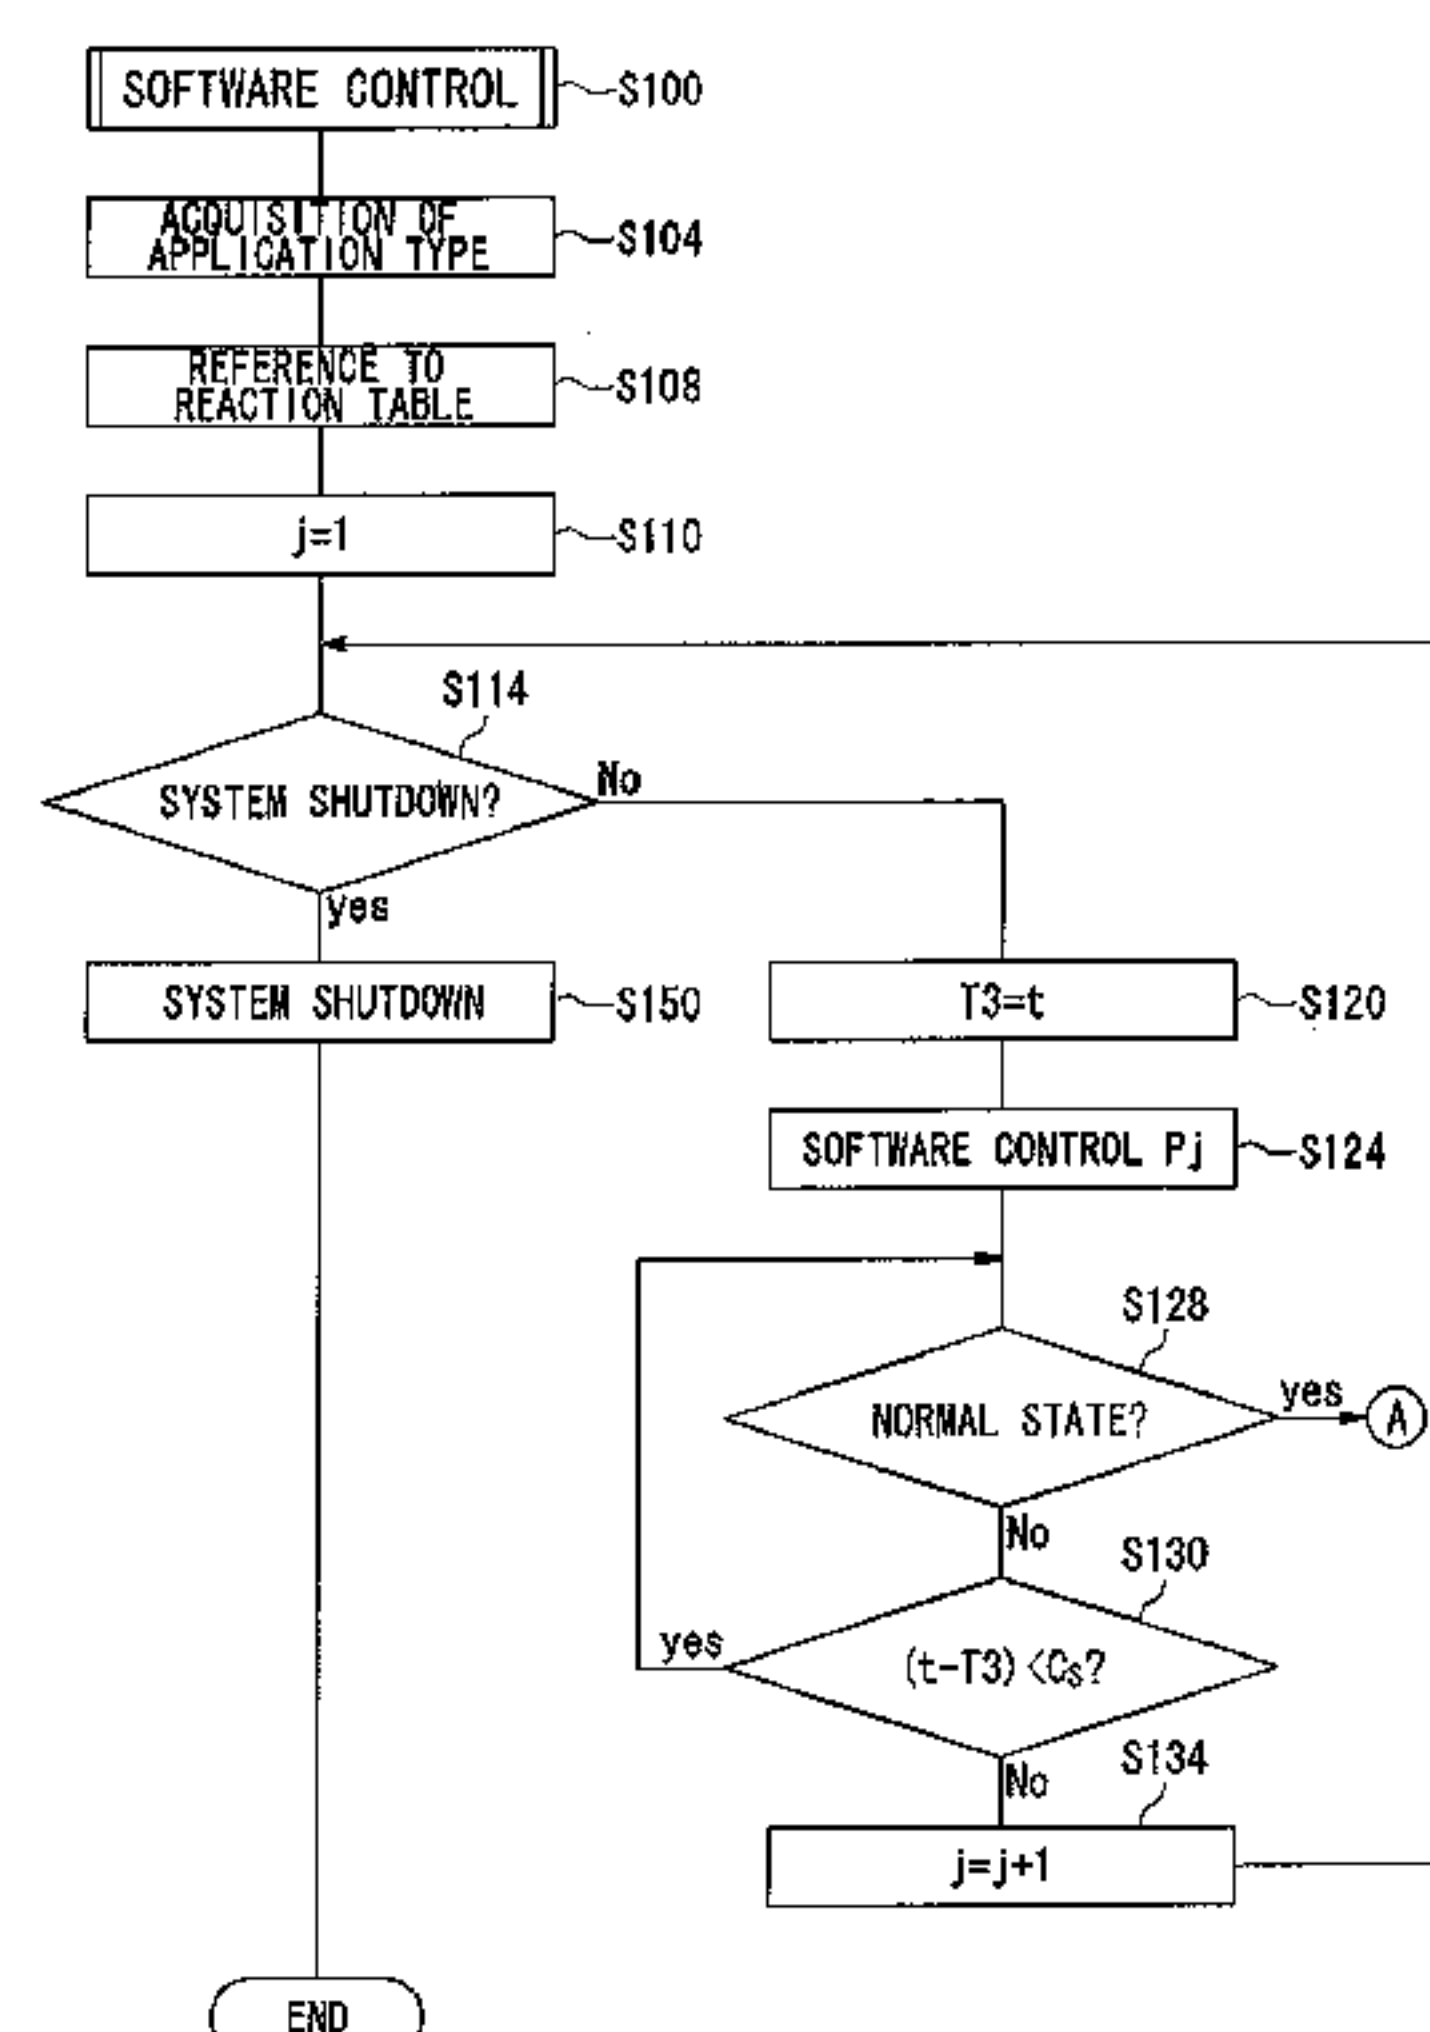 SOFTWARE CONTROL
S100
ACQUISITION OF
APPLICATION TYPE
S104
REFERENCE TO
REACTION TABLE
S108
j=1
S110
S114
SYSTEM SHUTDOWN?
No
yes
SYSTEM SHUTDOWN
S150
T3=t
S120
SOFTWARE CONTROL Pj
S124
S128
NORMAL STATE?
yes
A
No
S130
(t-T3)<Cs?
yes
No
S134
j=j+1
END